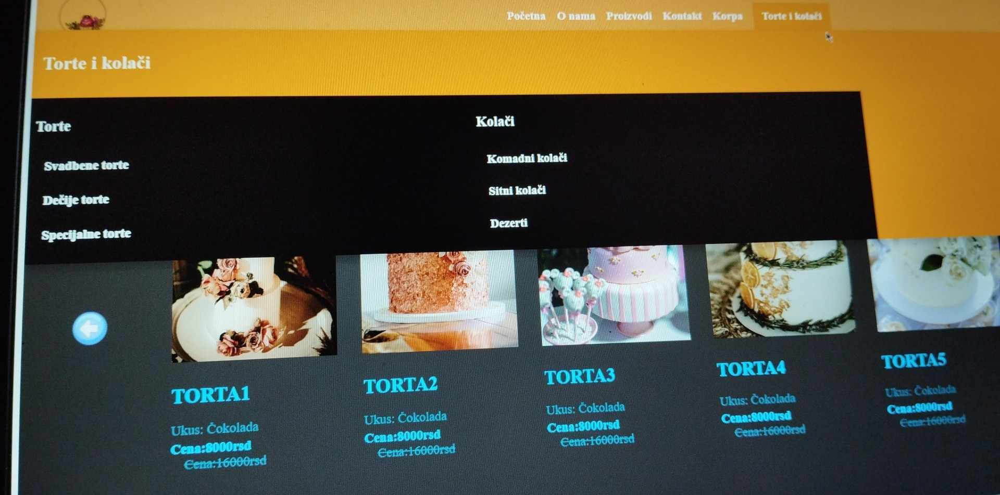 Početna O nama Proizvodi Kontakt Korpa Torte i kolači
Torte i kolači
Torte
Svadbene torte
Dečije torte
Specijalne torte
Kolači
Komadni kolači
Sitni kolači
Dezerti
TORTA1
Ukus: Čokolada
Cena:8000rsd
Cena:16000rsd
TORTA2
Ukus: Čokolada
Cena:8000rsd
Cena:16000rsd
TORTA3
Ukus: Čokolada
Cena:8000rsd
Cena:16000rsd
TORTA4
Ukus: Čokolada
Cena:8000rsd
Cena:16000rsd
TORTA5
Ukus: Čokolada
Cena:8000rsd
Cena:16000rsd